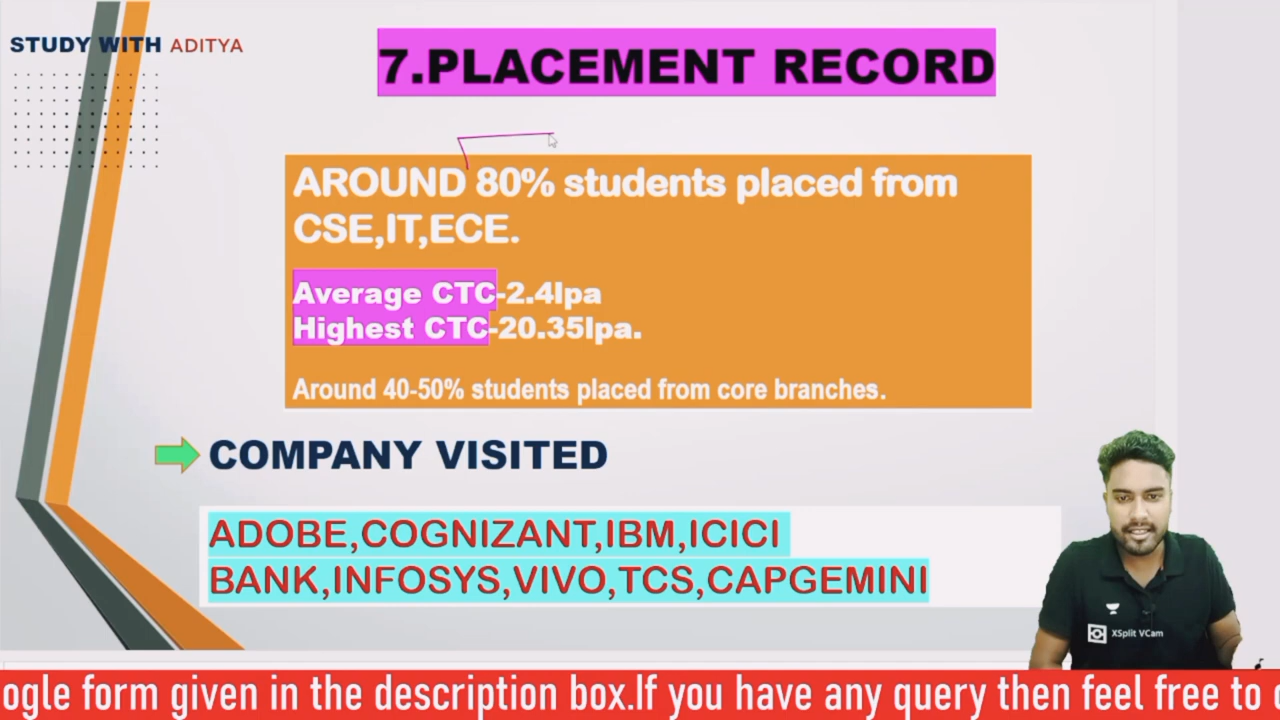 STUDY WITH ADITYA
7.PLACEMENT RECORD
AROUND 80% students placed from
CSE,IT,ECE.
Average CTC-2.4lpa
Highest CTC-20.35lpa.
Around 40-50% students placed from core branches.
COMPANY VISITED
ADOBE,COGNIZANT,IBM,ICICI
BANK,INFOSYS,VIVO,TCS,CAPGEMINI
XSplit VCam
ogle form given in the description box.If you have any query then feel free to